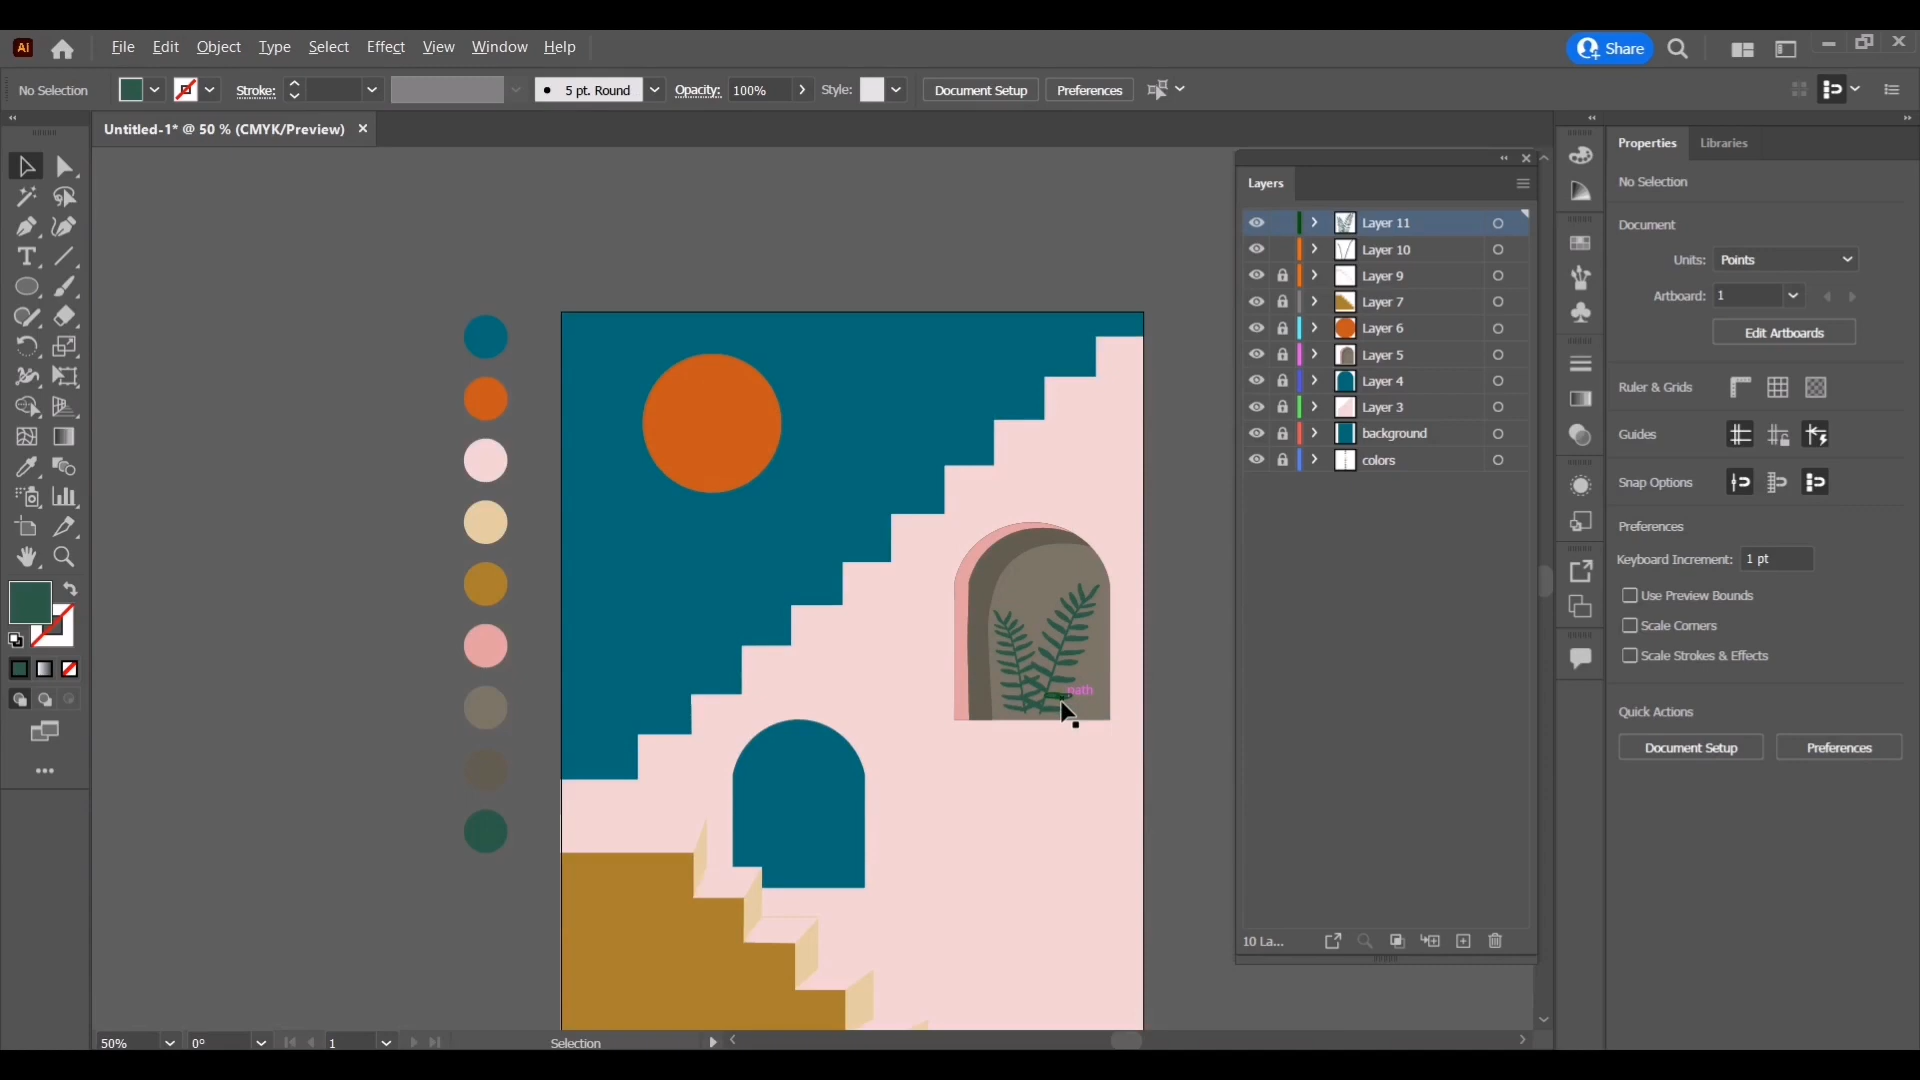 Ai
File Edit Object Type Select Effect View Window Help
Share
No Selection
Stroke:
5 pt. Round
Opacity: 100%
Style:
Document Setup
Preferences
Untitled-1* @ 50 % (CMYK/Preview)
Layers
Layer 11
Layer 10
Layer 9
Layer 7
Layer 6
Layer 5
Layer 4
Layer 3
background
colors
10 La...
path
50%
0°
1
Selection
Properties
Libraries
No Selection
Document
Units: Points
Artboard: 1
Edit Artboards
Ruler & Grids
Guides
Snap Options
Preferences
Keyboard Increment: 1 pt
Use Preview Bounds
Scale Corners
Scale Strokes & Effects
Quick Actions
Document Setup
Preferences